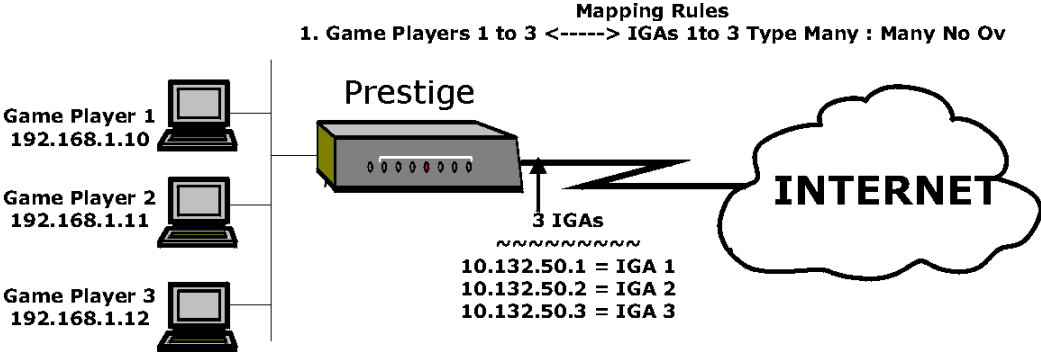 Mapping Rules
1. Game Players 1 to 3 <-----> IGAs 1to 3 Type Many : Many No Ov
Prestige
Game Player 1
192.168.1.10
Game Player 2
192.168.1.11
Game Player 3
192.168.1.12
INTERNET
3 IGAs
~~~~~~~~~
10.132.50.1 = IGA 1
10.132.50.2 = IGA 2
10.132.50.3 = IGA 3